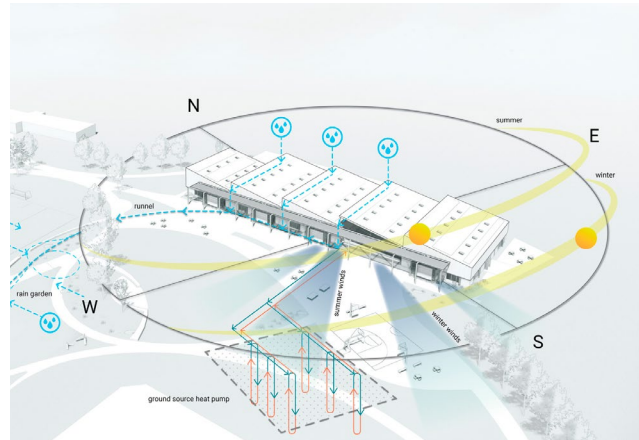 N
summer
E
winter
runnel
rain garden
W
summer winds
winter winds
S
ground source heat pump